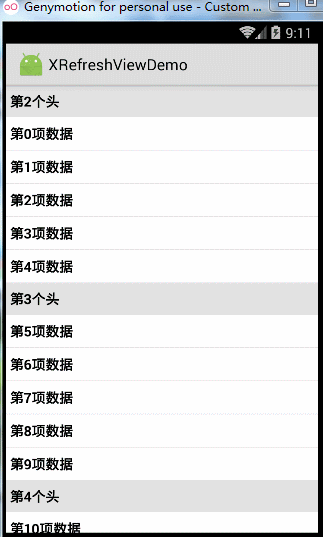 Genymotion for personal use - Custom ...
9:11
XRefreshViewDemo
第2个头
第0项数据
第1项数据
第2项数据
第3项数据
第4项数据
第3个头
第5项数据
第6项数据
第7项数据
第8项数据
第9项数据
第4个头
第10项数据